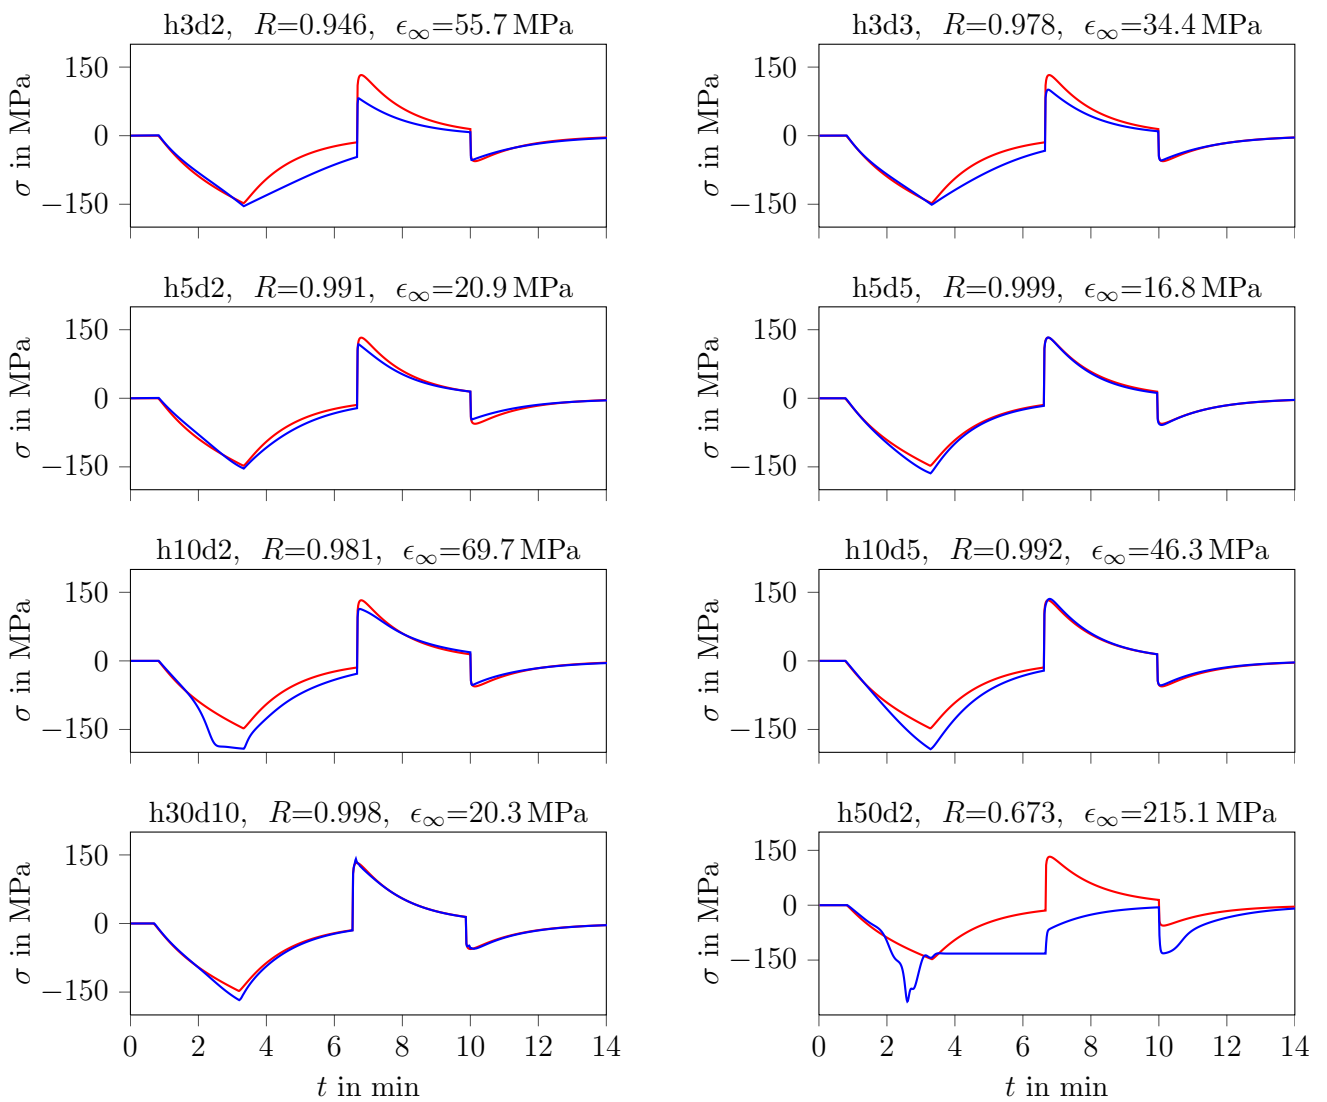 h3d2, R=0.946, ϵ∞=55.7 MPa
h3d3, R=0.978, ϵ∞=34.4 MPa
150
0
−150
σ in MPa
150
0
−150
σ in MPa
h5d2, R=0.991, ϵ∞=20.9 MPa
h5d5, R=0.999, ϵ∞=16.8 MPa
150
0
−150
σ in MPa
150
0
−150
σ in MPa
h10d2, R=0.981, ϵ∞=69.7 MPa
h10d5, R=0.992, ϵ∞=46.3 MPa
150
0
−150
σ in MPa
150
0
−150
σ in MPa
h30d10, R=0.998, ϵ∞=20.3 MPa
h50d2, R=0.673, ϵ∞=215.1 MPa
150
0
−150
σ in MPa
150
0
−150
σ in MPa
0 2 4 6 8 10 12 14
0 2 4 6 8 10 12 14
t in min
t in min